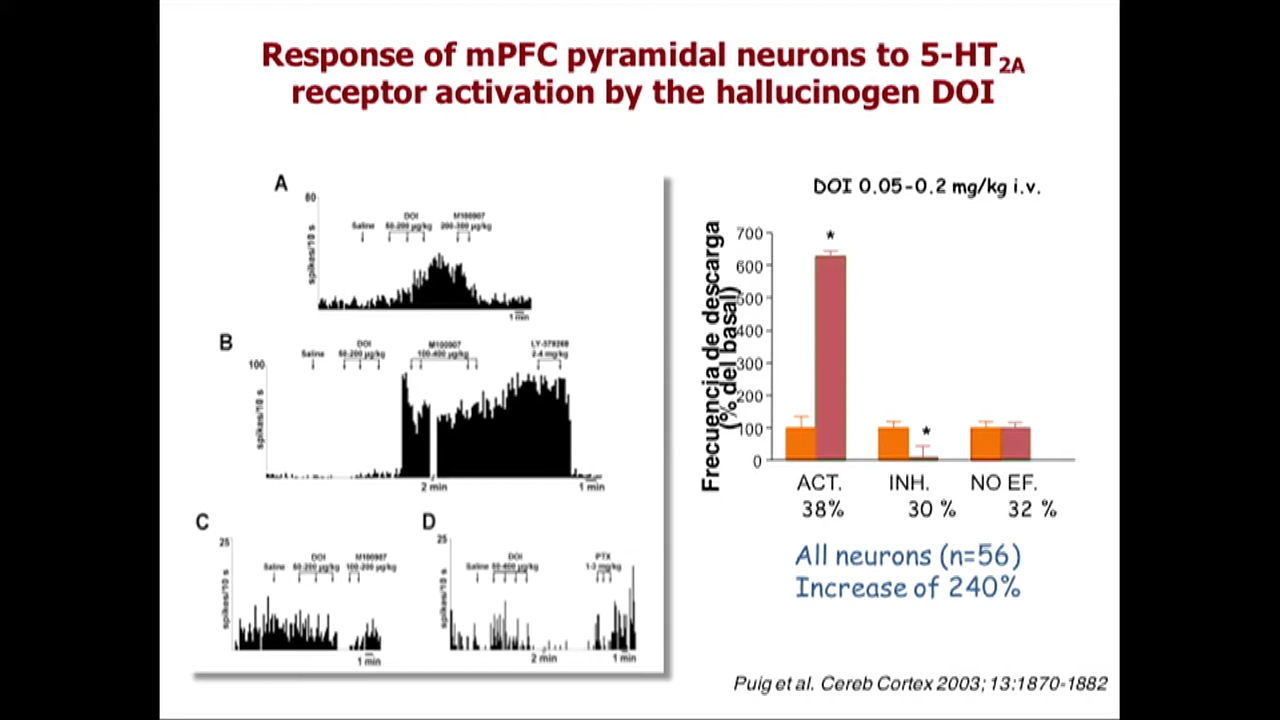 Response of mPFC pyramidal neurons to 5-HT2A
receptor activation by the hallucinogen DOI
A
80
spikes/10 s
Saline
DOI
50-200 µg/kg
M100907
200-300 µg/kg
1 min
B
100
spikes/10 s
Saline
DOI
50-200 µg/kg
M100907
100-400 µg/kg
LY-379268
2-4 mg/kg
2 min
1 min
C
25
spikes/10 s
Saline
DOI
50-200 µg/kg
M100907
100-200 µg/kg
1 min
D
25
spikes/10 s
Saline
DOI
50-400 µg/kg
PTX
1-3 mg/kg
2 min
1 min
DOI 0.05-0.2 mg/kg i.v.
Frecuencia de descarga
(% del basal)
700
600
500
400
300
200
100
0
*
*
ACT.
INH.
NO EF.
38%
30 %
32 %
All neurons (n=56)
Increase of 240%
Puig et al. Cereb Cortex 2003; 13:1870-1882